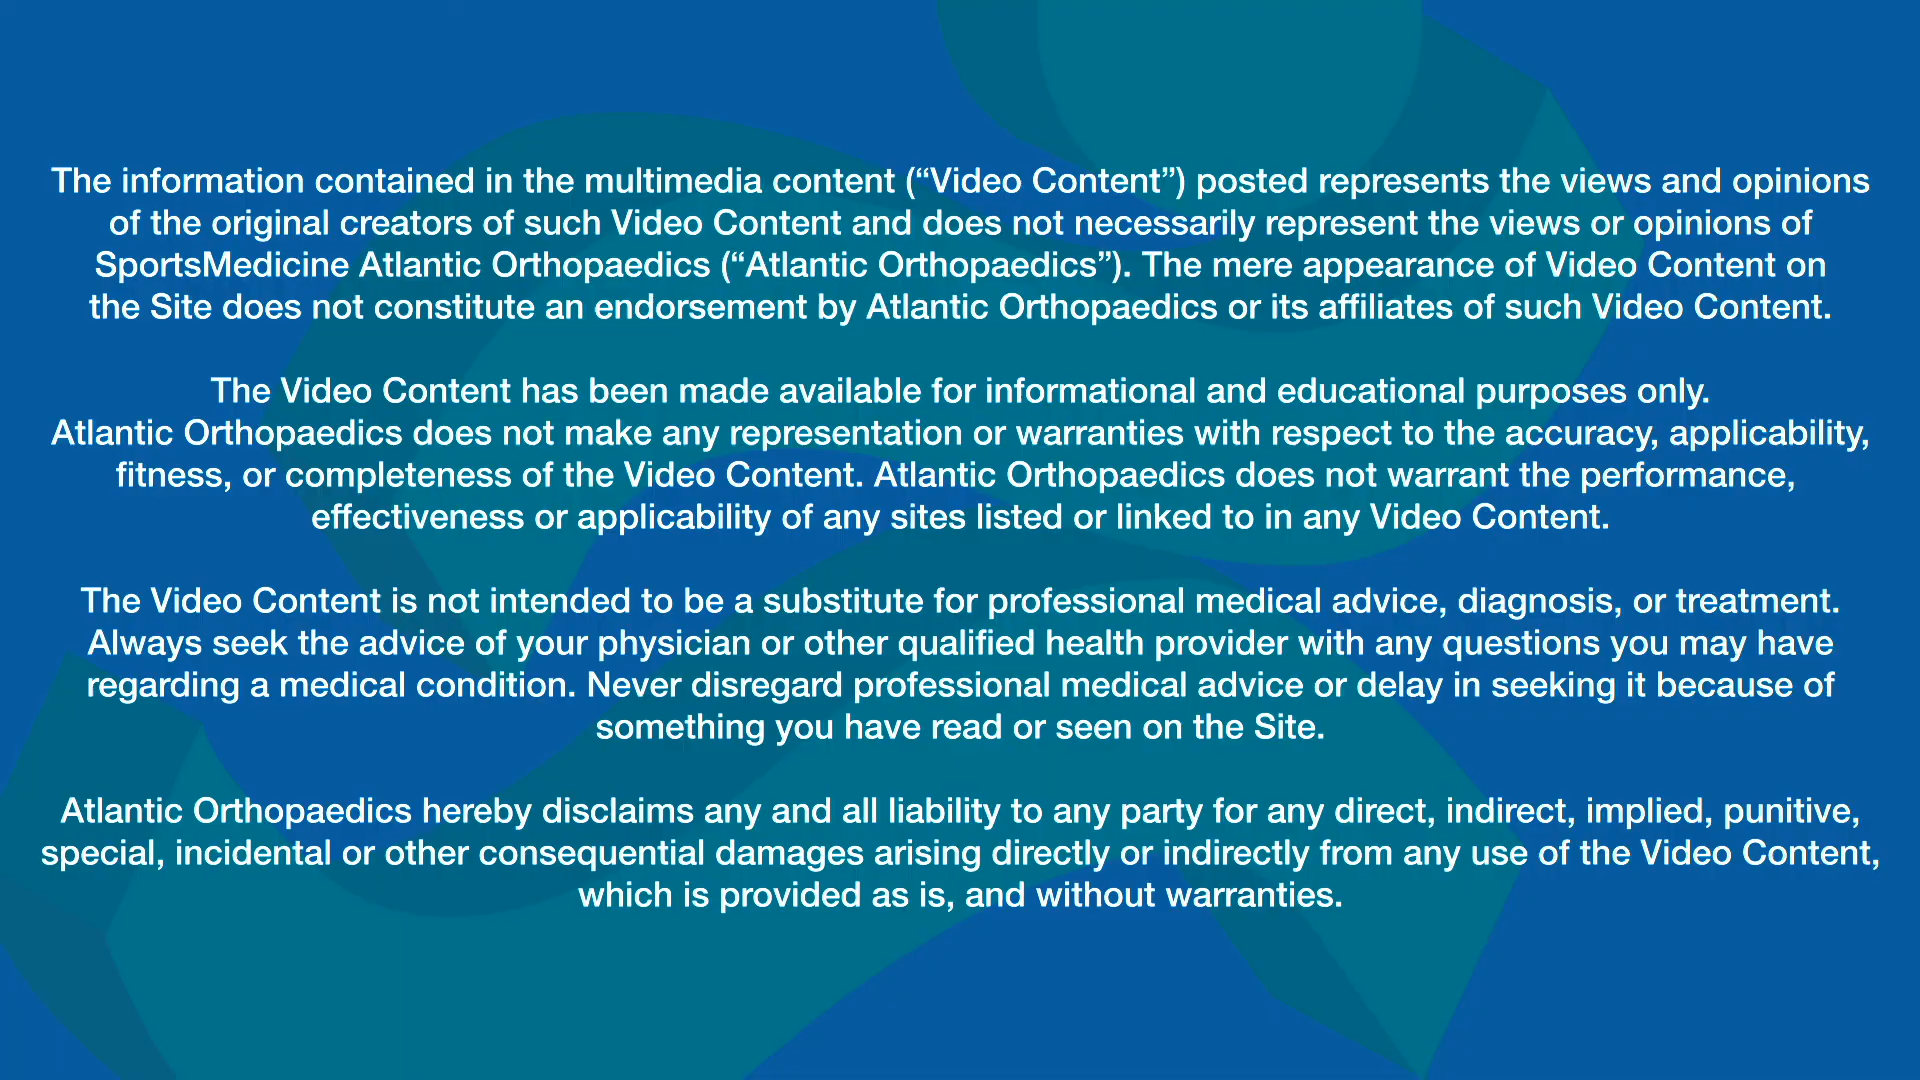 The information contained in the multimedia content (“Video Content”) posted represents the views and opinions
of the original creators of such Video Content and does not necessarily represent the views or opinions of
SportsMedicine Atlantic Orthopaedics (“Atlantic Orthopaedics”). The mere appearance of Video Content on
the Site does not constitute an endorsement by Atlantic Orthopaedics or its affiliates of such Video Content.
The Video Content has been made available for informational and educational purposes only.
Atlantic Orthopaedics does not make any representation or warranties with respect to the accuracy, applicability,
fitness, or completeness of the Video Content. Atlantic Orthopaedics does not warrant the performance,
effectiveness or applicability of any sites listed or linked to in any Video Content.
The Video Content is not intended to be a substitute for professional medical advice, diagnosis, or treatment.
Always seek the advice of your physician or other qualified health provider with any questions you may have
regarding a medical condition. Never disregard professional medical advice or delay in seeking it because of
something you have read or seen on the Site.
Atlantic Orthopaedics hereby disclaims any and all liability to any party for any direct, indirect, implied, punitive,
special, incidental or other consequential damages arising directly or indirectly from any use of the Video Content,
which is provided as is, and without warranties.